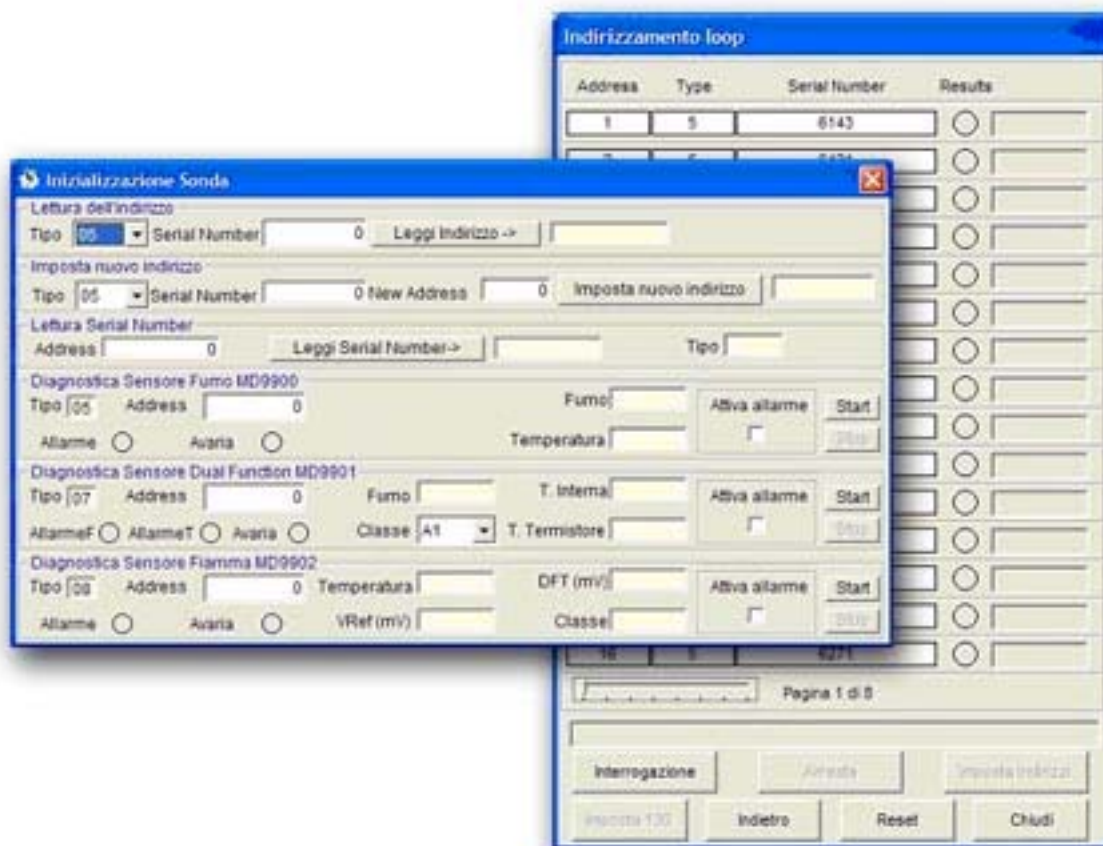 Indirizzamento loop
Address Type Serial Number Results
1 5 6143
Inizializzazione Sonda
Lettura dell'indirizzo
Tipo 05 Serial Number 0 Leggi Indirizzo ->
Imposta nuovo indirizzo
Tipo 05 Serial Number 0 New Address 0 Imposta nuovo indirizzo
Lettura Serial Number
Address 0 Leggi Serial Number-> Tipo
Diagnostica Sensore Fumo MD9900
Tipo 05 Address 0 Fumo Attiva allarme Start
Allarme Avaria Temperatura Stop
Diagnostica Sensore Dual Function MD9901
Tipo 07 Address 0 Fumo T. Interna Attiva allarme Start
AllarmeF AllarmeT Avaria Classe A1 T. Termistore Stop
Diagnostica Sensore Fiamma MD9902
Tipo 08 Address 0 Temperatura DFT (mV) Attiva allarme Start
Allarme Avaria VRef (mV) Classe Stop
16 5 6271
Pagina 1 di 8
Interrogazione Arresta Imposta indirizzi
Imposta 130 Indietro Reset Chiudi